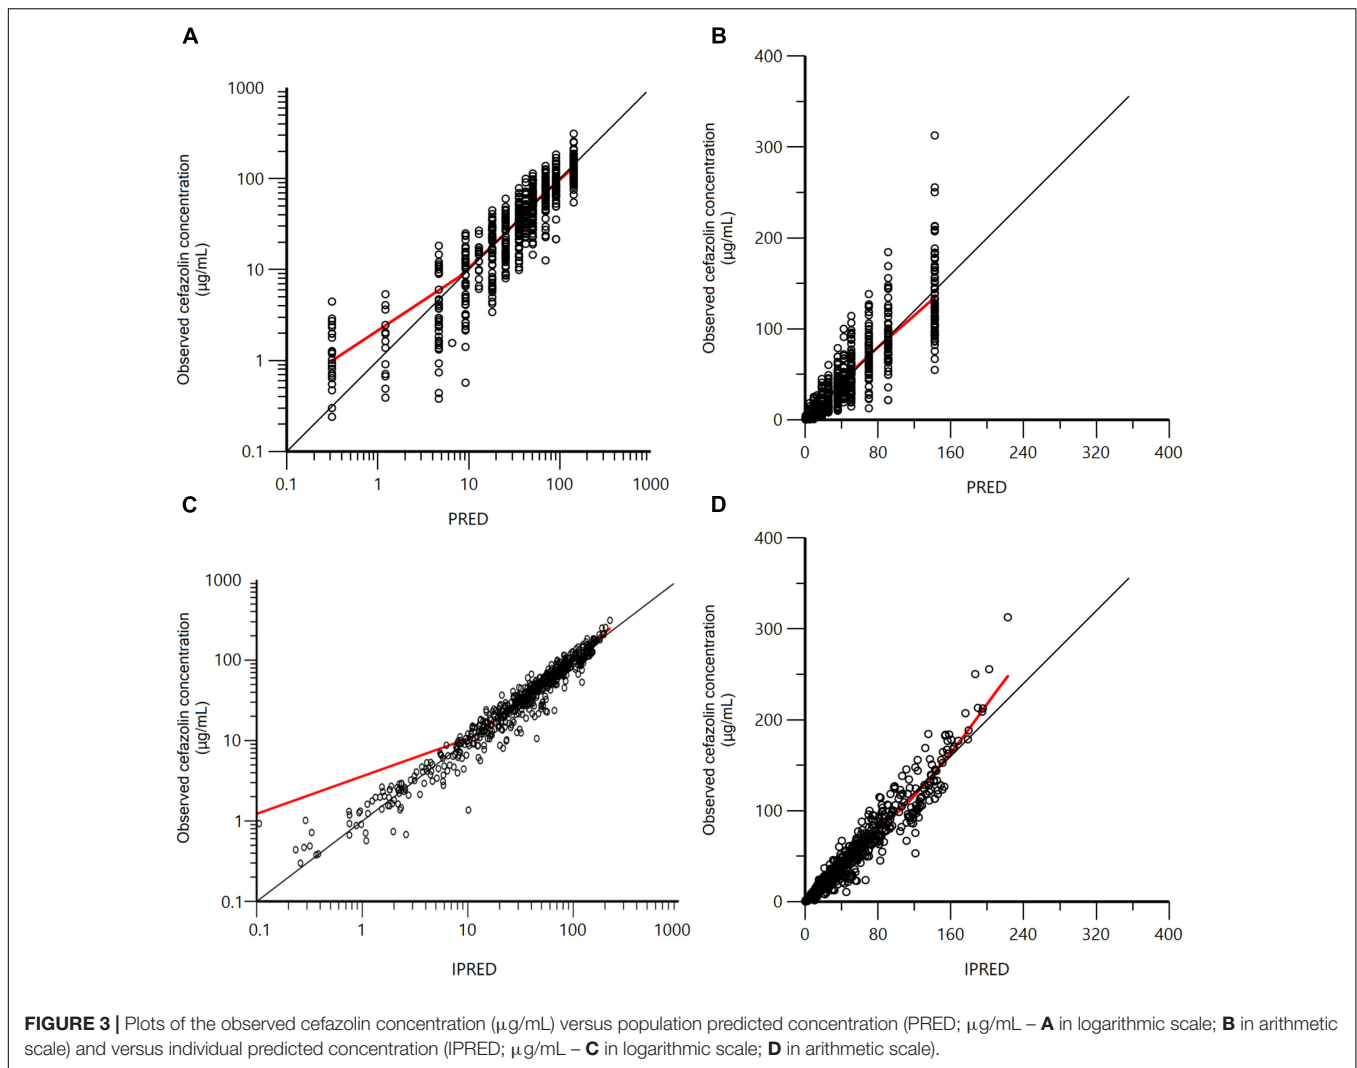 A
1000
100
10
1
0.1
Observed cefazolin concentration
(µg/mL)
0.1 1 10 100 1000
PRED
B
400
300
200
100
0
Observed cefazolin concentration
(µg/mL)
0 80 160 240 320 400
PRED
C
1000
100
10
1
0.1
Observed cefazolin concentration
(µg/mL)
0.1 1 10 100 1000
IPRED
D
400
300
200
100
0
Observed cefazolin concentration
(µg/mL)
0 80 160 240 320 400
IPRED
FIGURE 3 | Plots of the observed cefazolin concentration (µg/mL) versus population predicted concentration (PRED; µg/mL – A in logarithmic scale; B in arithmetic
scale) and versus individual predicted concentration (IPRED; µg/mL – C in logarithmic scale; D in arithmetic scale).